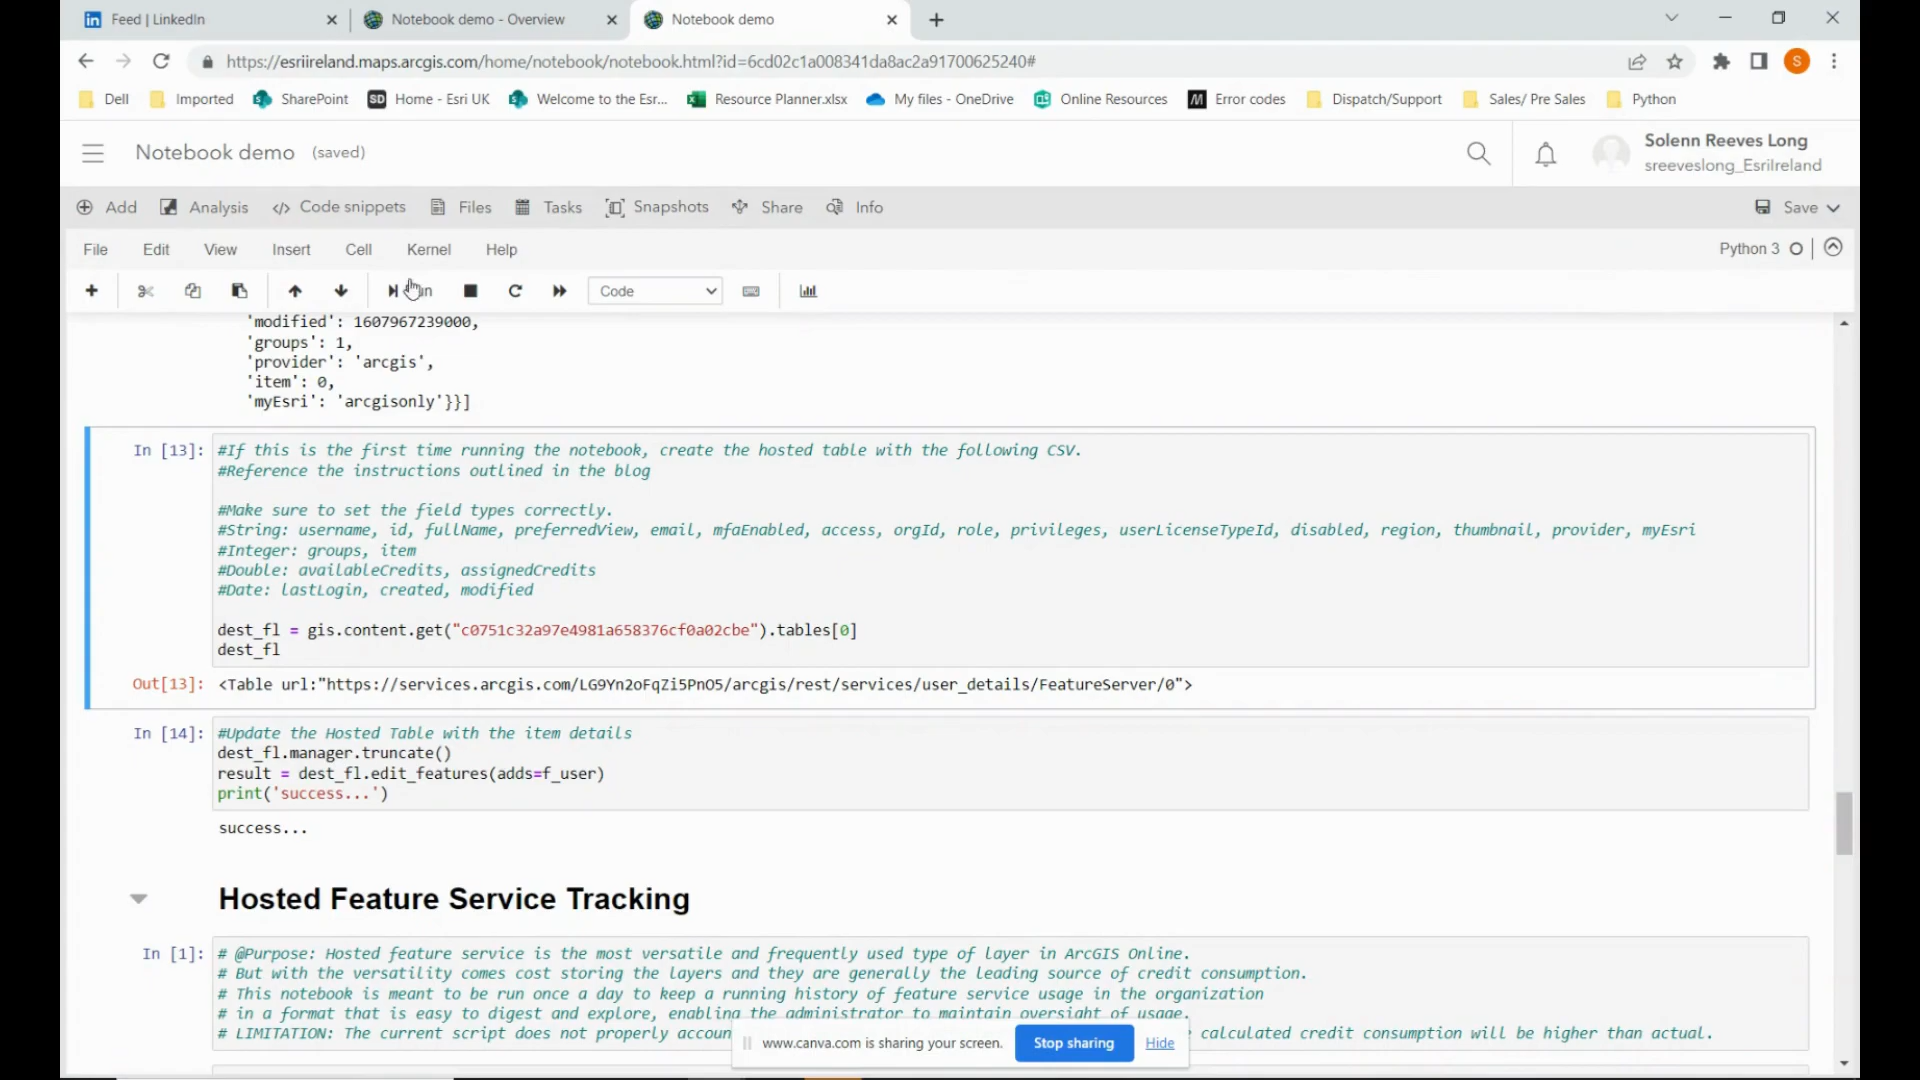 Feed | LinkedIn
Notebook demo - Overview
Notebook demo
https://esriireland.maps.arcgis.com/home/notebook/notebook.html?id=6cd02c1a008341da8ac2a91700625240#
S
Dell
Imported
SharePoint
SD Home - Esri UK
Welcome to the Esr...
Resource Planner.xlsx
My files - OneDrive
Online Resources
M Error codes
Dispatch/Support
Sales/ Pre Sales
Python
Notebook demo (saved)
Solenn Reeves Long
sreeveslong_EsriIreland
Add
Analysis
Code snippets
Files
Tasks
Snapshots
Share
Info
Save
File
Edit
View
Insert
Cell
Kernel
Help
Python 3
Code
'modified': 1607967239000,
'groups': 1,
'provider': 'arcgis',
'item': 0,
'myEsri': 'arcgisonly'}}]
In [13]: #If this is the first time running the notebook, create the hosted table with the following CSV.
#Reference the instructions outlined in the blog
#Make sure to set the field types correctly.
#String: username, id, fullName, preferredView, email, mfaEnabled, access, orgId, role, privileges, userLicenseTypeId, disabled, region, thumbnail, provider, myEsri
#Integer: groups, item
#Double: availableCredits, assignedCredits
#Date: lastLogin, created, modified
dest_fl = gis.content.get("c0751c32a97e4981a658376cf0a02cbe").tables[0]
dest_fl
Out[13]: <Table url:"https://services.arcgis.com/LG9Yn2oFqZi5PnO5/arcgis/rest/services/user_details/FeatureServer/0">
In [14]: #Update the Hosted Table with the item details
dest_fl.manager.truncate()
result = dest_fl.edit_features(adds=f_user)
print('success...')
success...
Hosted Feature Service Tracking
In [1]: # @Purpose: Hosted feature service is the most versatile and frequently used type of layer in ArcGIS Online.
# But with the versatility comes cost storing the layers and they are generally the leading source of credit consumption.
# This notebook is meant to be run once a day to keep a running history of feature service usage in the organization
# in a format that is easy to digest and explore, enabling the administrator to maintain oversight of usage.
# LIMITATION: The current script does not properly accoun calculated credit consumption will be higher than actual.
www.canva.com is sharing your screen.
Stop sharing
Hide